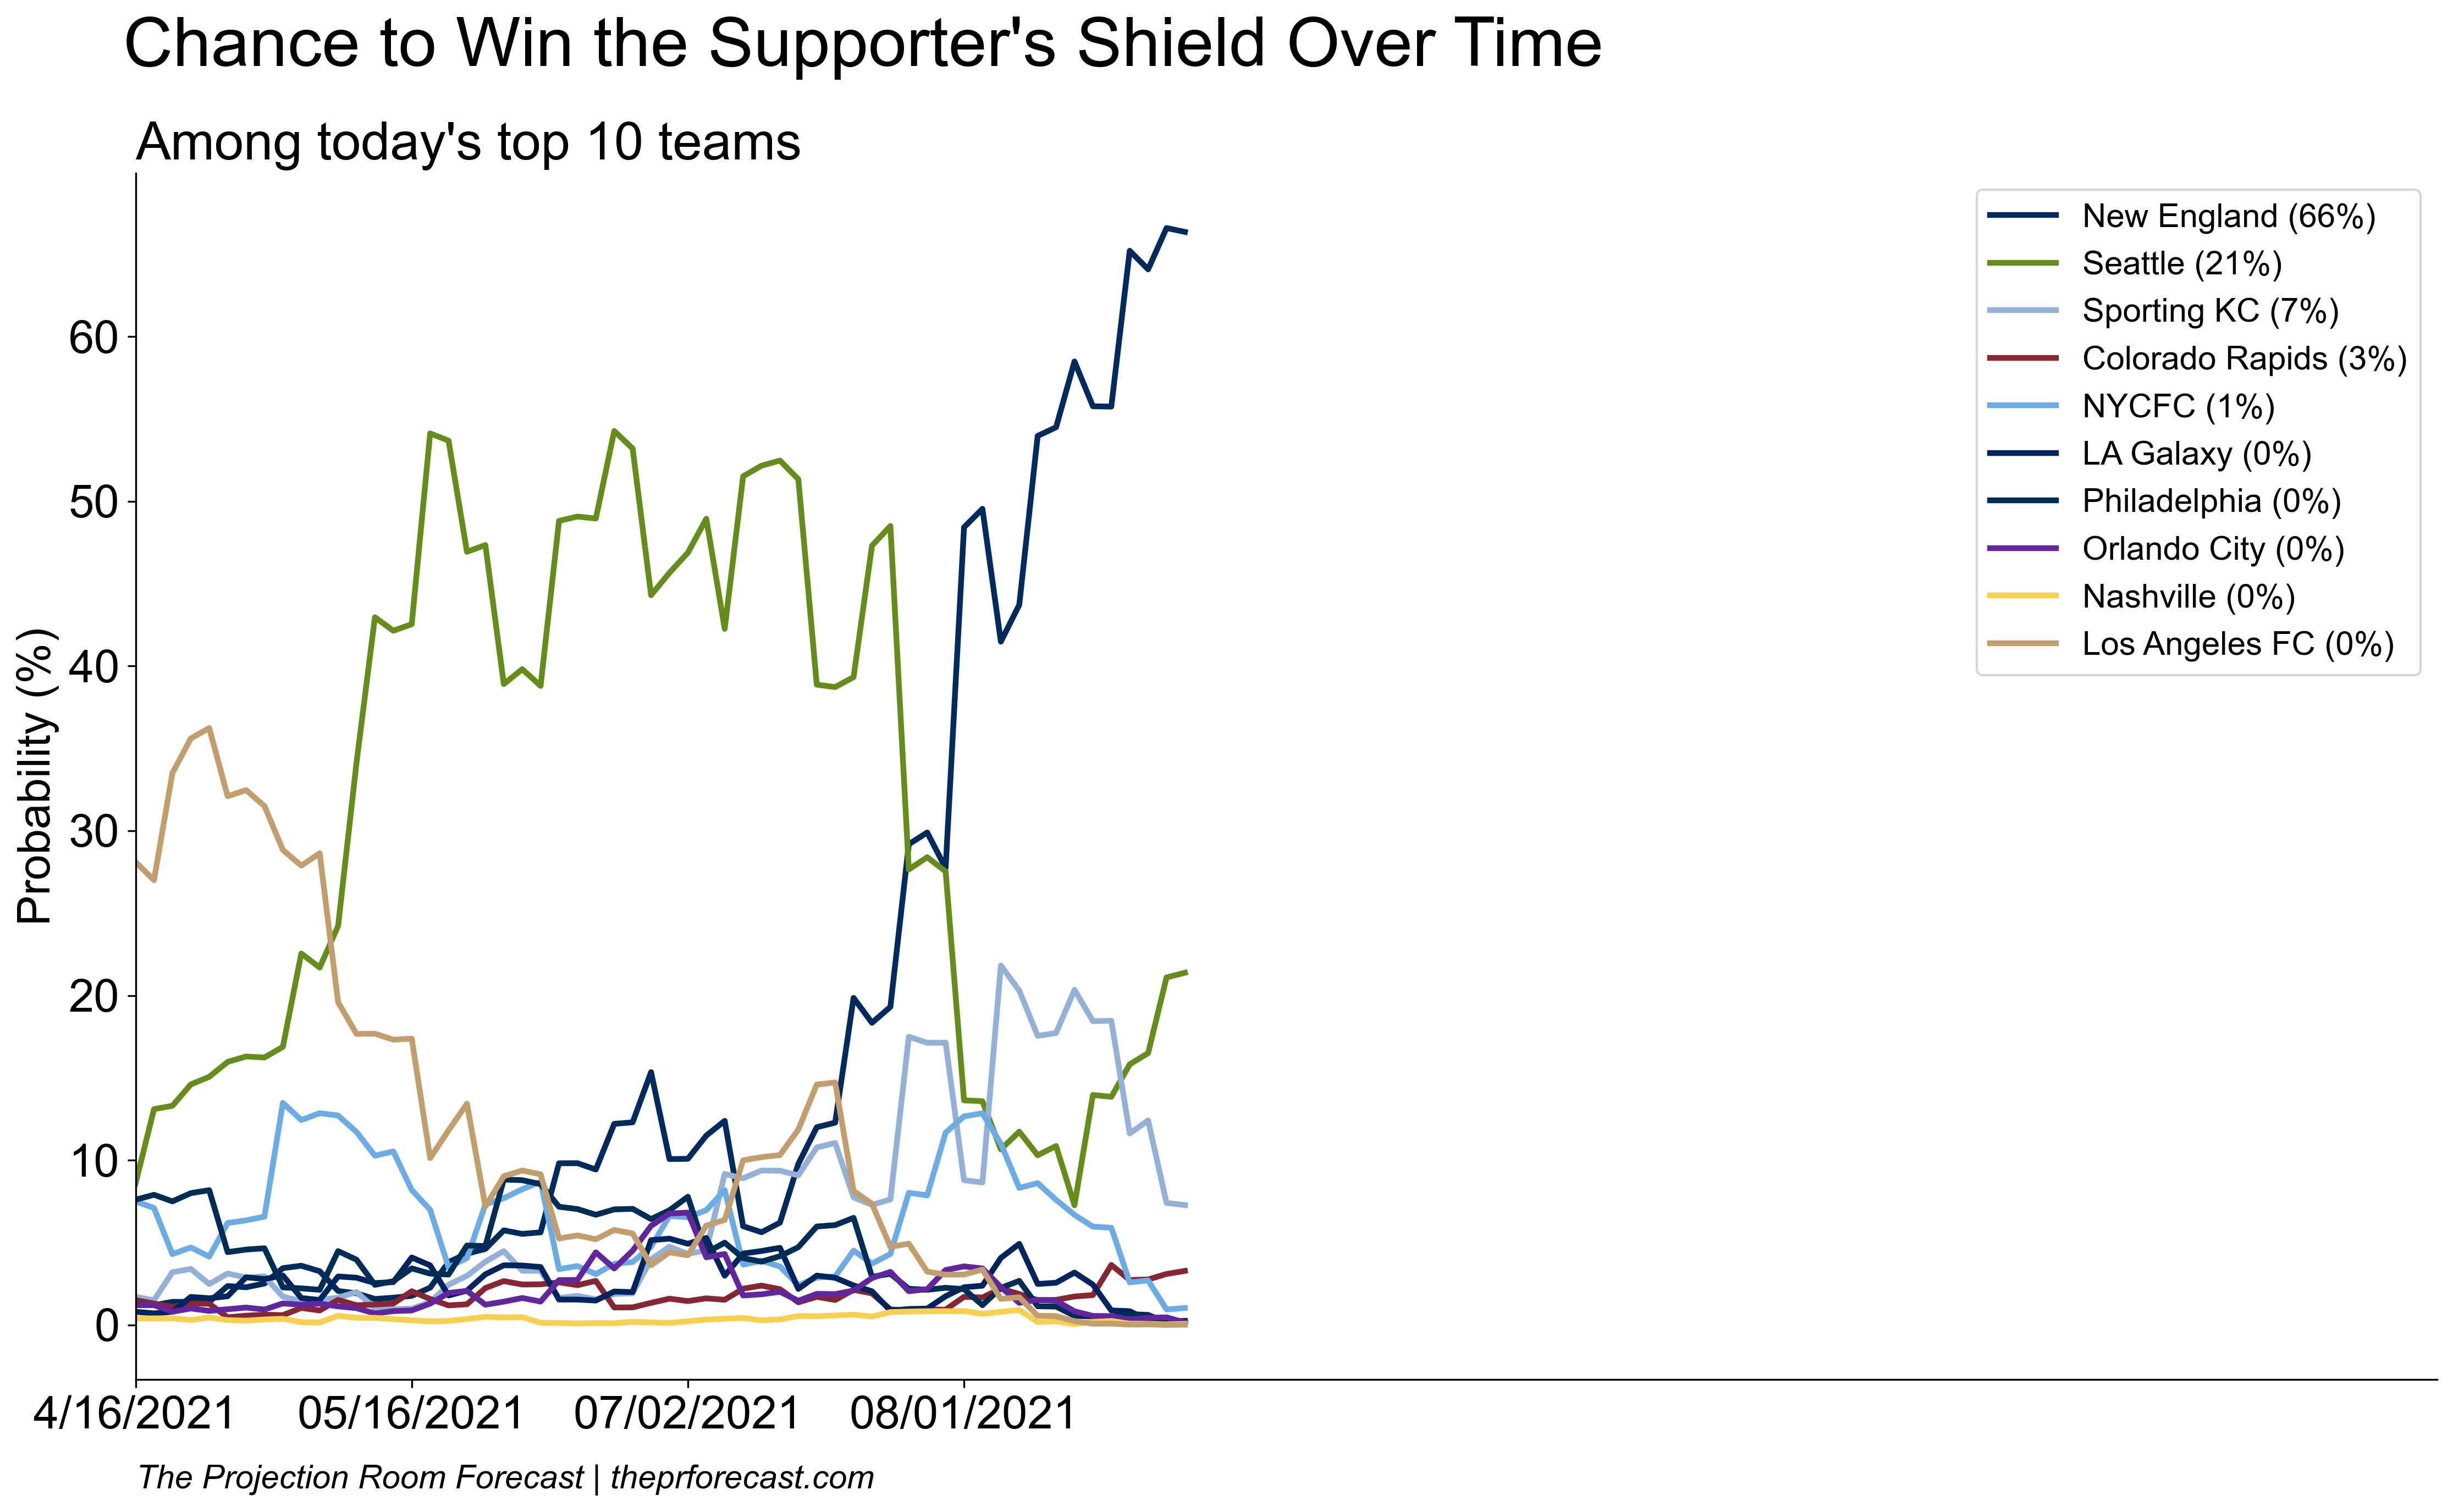 Chance to Win the Supporter's Shield Over Time
Among today's top 10 teams
Probability (%)
60
50
40
30
20
10
0
4/16/2021
05/16/2021
07/02/2021
08/01/2021
New England (66%)
Seattle (21%)
Sporting KC (7%)
Colorado Rapids (3%)
NYCFC (1%)
LA Galaxy (0%)
Philadelphia (0%)
Orlando City (0%)
Nashville (0%)
Los Angeles FC (0%)
The Projection Room Forecast | theprforecast.com